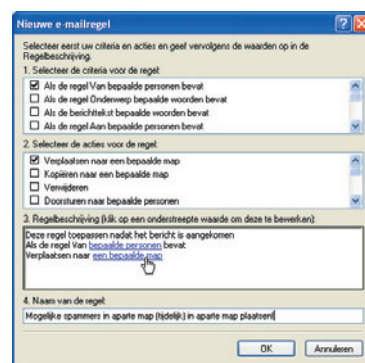 Nieuwe e-mailregel
Selecteer eerst uw criteria en acties en geef vervolgens de waarden op in de
Regelbeschrijving.
1. Selecteer de criteria voor de regel:
Als de regel Van bepaalde personen bevat
Als de regel Onderwerp bepaalde woorden bevat
Als de berichttekst bepaalde woorden bevat
Als de regel Aan bepaalde personen bevat
2. Selecteer de acties voor de regel:
Verplaatsen naar een bepaalde map
Kopiëren naar een bepaalde map
Verwijderen
Doorsturen naar bepaalde personen
3. Regelbeschrijving (klik op een onderstreepte waarde om deze te bewerken):
Deze regel toepassen nadat het bericht is aangekomen
Als de regel Van bepaalde personen bevat
Verplaatsen naar een bepaalde map
4. Naam van de regel:
Mogelijke spammers in aparte map (tijdelijk) in aparte map plaatsen!
OK Annuleren